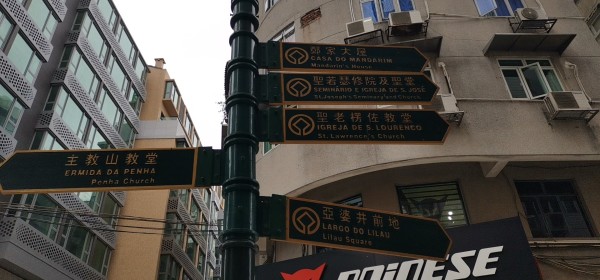 鄭家大屋
CASA DO MANDARIM
Mandarin's House
聖若瑟修院及聖堂
SEMINÁRIO E IGREJA DE S. JOSÉ
St. Joseph's Seminary and Church
聖老楞佐教堂
IGREJA DE S. LOURENÇO
St. Lawrence's Church
主教山教堂
ERMIDA DA PENHA
Penha Church
亞婆井前地
LARGO DO LILAU
Lilau Square
DAINESE